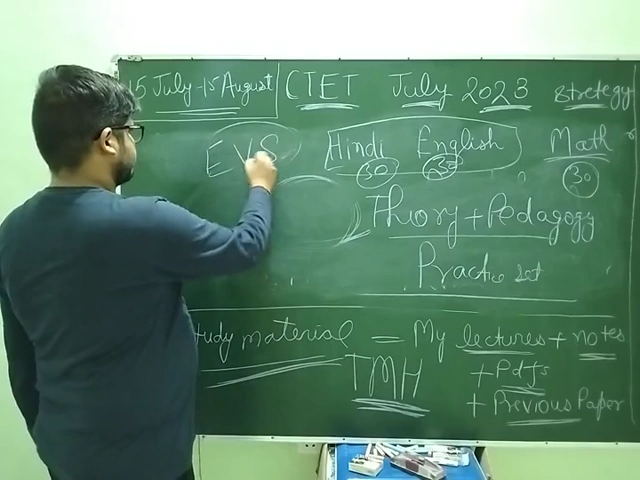 15 July-15 August CTET July 2023 stretegy
EVS Hindi English Math
30 30 30
Theory + Pedagogy
Practice set
Study material = My lectures + notes
TMH + Pdfs
+ Previous Paper